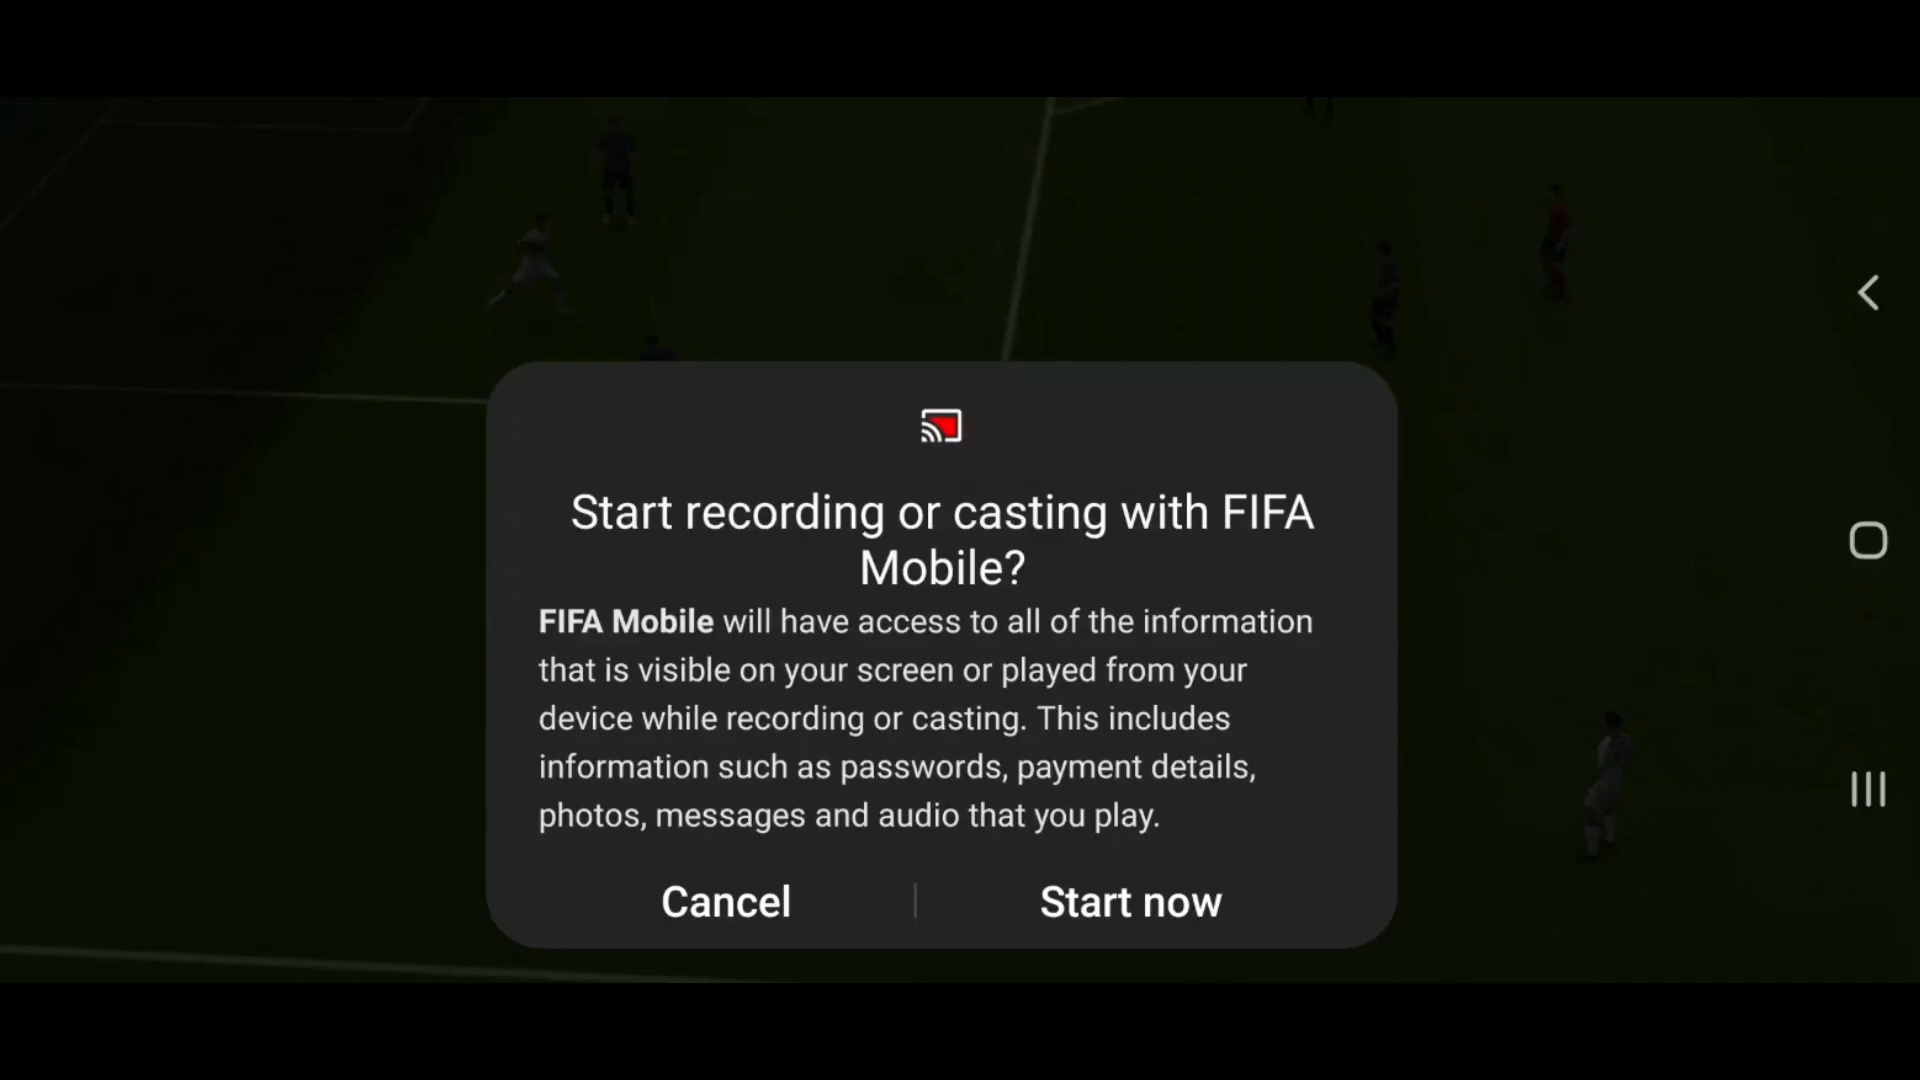 Start recording or casting with FIFA
Mobile?
FIFA Mobile will have access to all of the information
that is visible on your screen or played from your
device while recording or casting. This includes
information such as passwords, payment details,
photos, messages and audio that you play.
Cancel
Start now